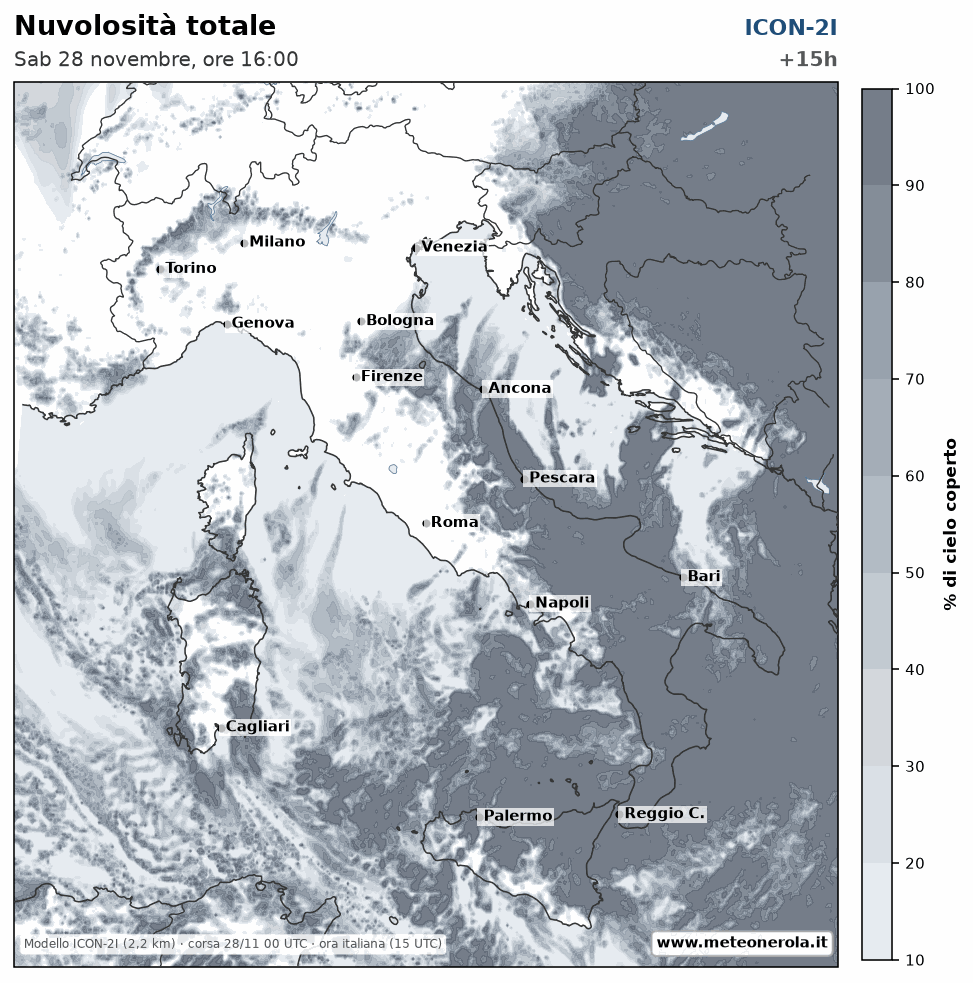 Nuvolosità totale
ICON-2I
Sab 28 novembre, ore 16:00
+15h
Milano
Venezia
Torino
Genova
Bologna
Firenze
Ancona
Pescara
Roma
Bari
Napoli
Cagliari
Palermo
Reggio C.
Modello ICON-2I (2,2 km) · corsa 28/11 00 UTC · ora italiana (15 UTC)
www.meteonerola.it
100
90
80
70
60
50
40
30
20
10
% di cielo coperto